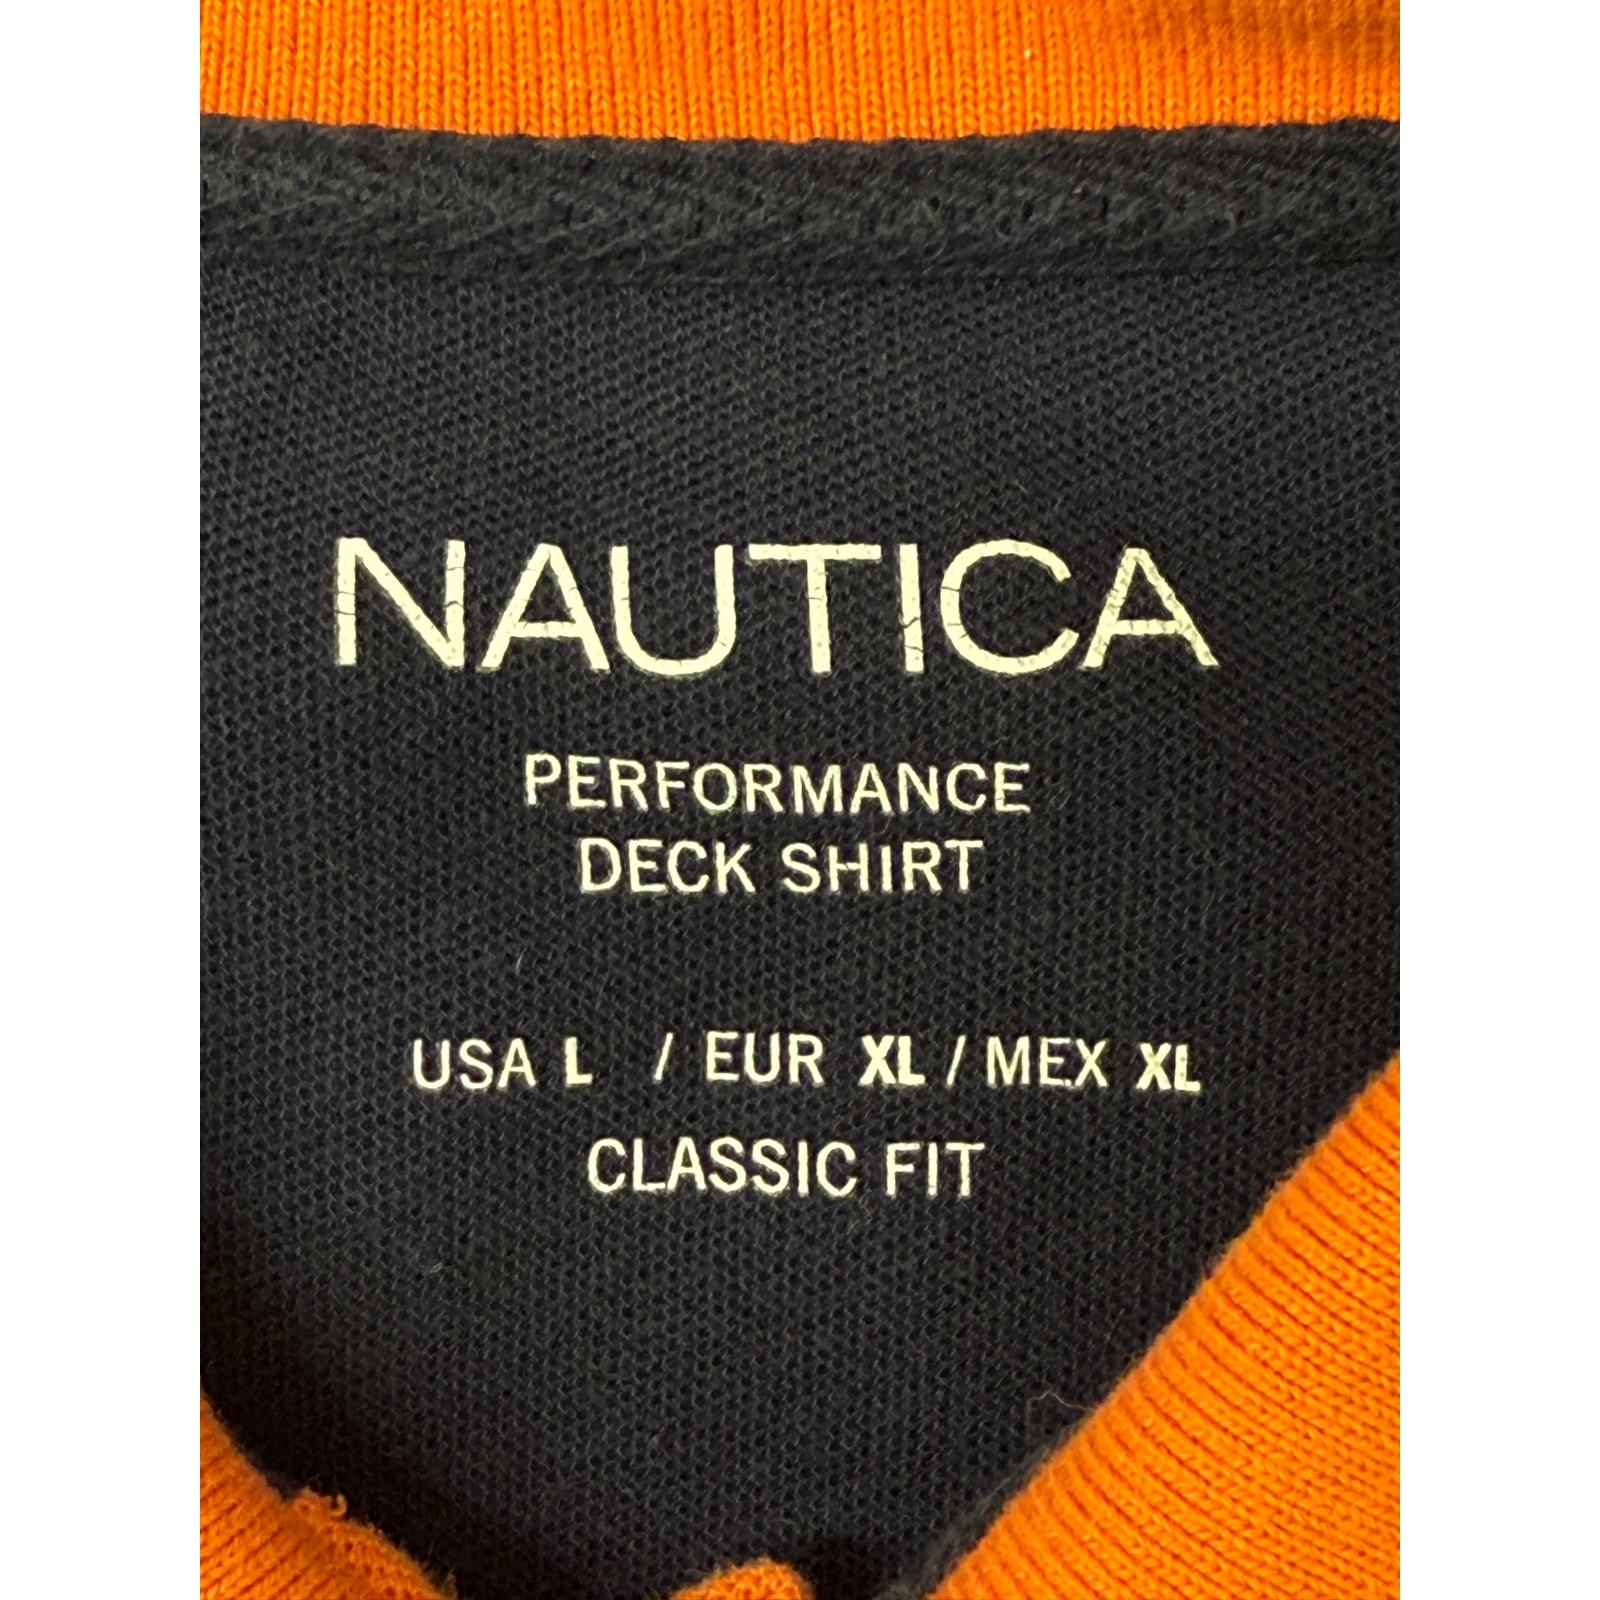 NAUTICA
PERFORMANCE
DECK SHIRT
USA L / EUR XL / MEX XL
CLASSIC FIT